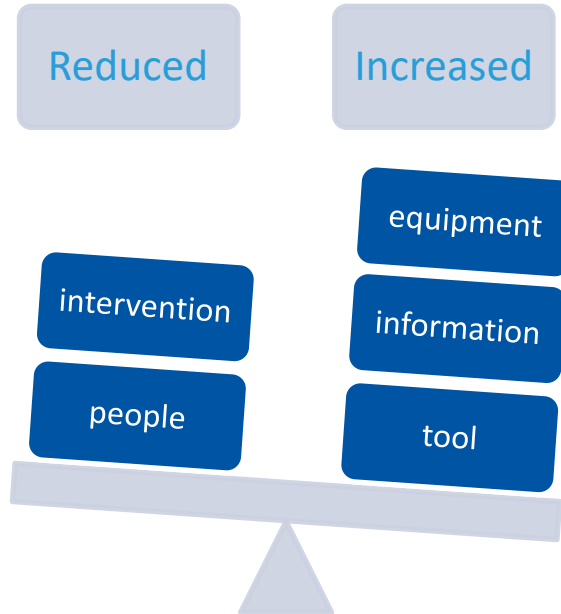 Reduced
Increased
equipment
intervention
information
people
tool